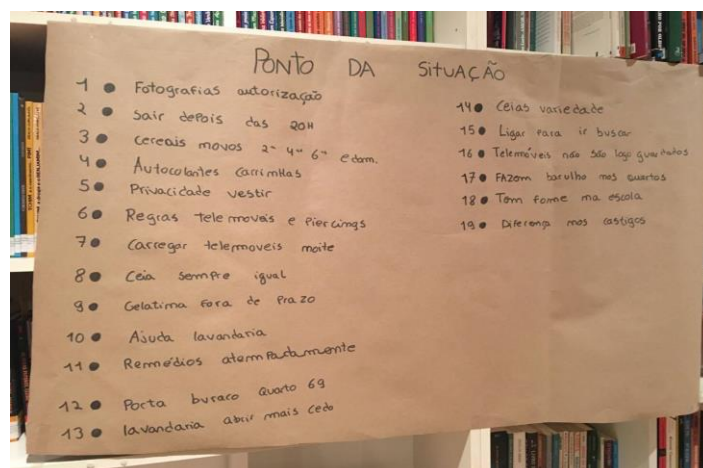 PONTO DA SITUAÇÃO
1 ● Fotografias autorização
2 ● Sair depois das 20H
3 ● Cereais novos 2ª 4ª 6ª e dom.
4 ● Autocolantes carrinhas
5 ● Privacidade vestir
6 ● Regras telemoveis e Piercings
7 ● Carregar telemoveis noite
8 ● Ceia sempre igual
9 ● Gelatina fora de prazo
10 ● Ajuda lavandaria
11 ● Remédios atempadamente
12 ● Porta buraco Quarto 69
13 ● lavandaria abrir mais cedo
14 ● Ceias variedade
15 ● Ligar para ir buscar
16 ● Telemóveis não são logo guardados
17 ● FAZem barulho nos quartos
18 ● Tem fome na escola
19 ● Diferença nos castigos